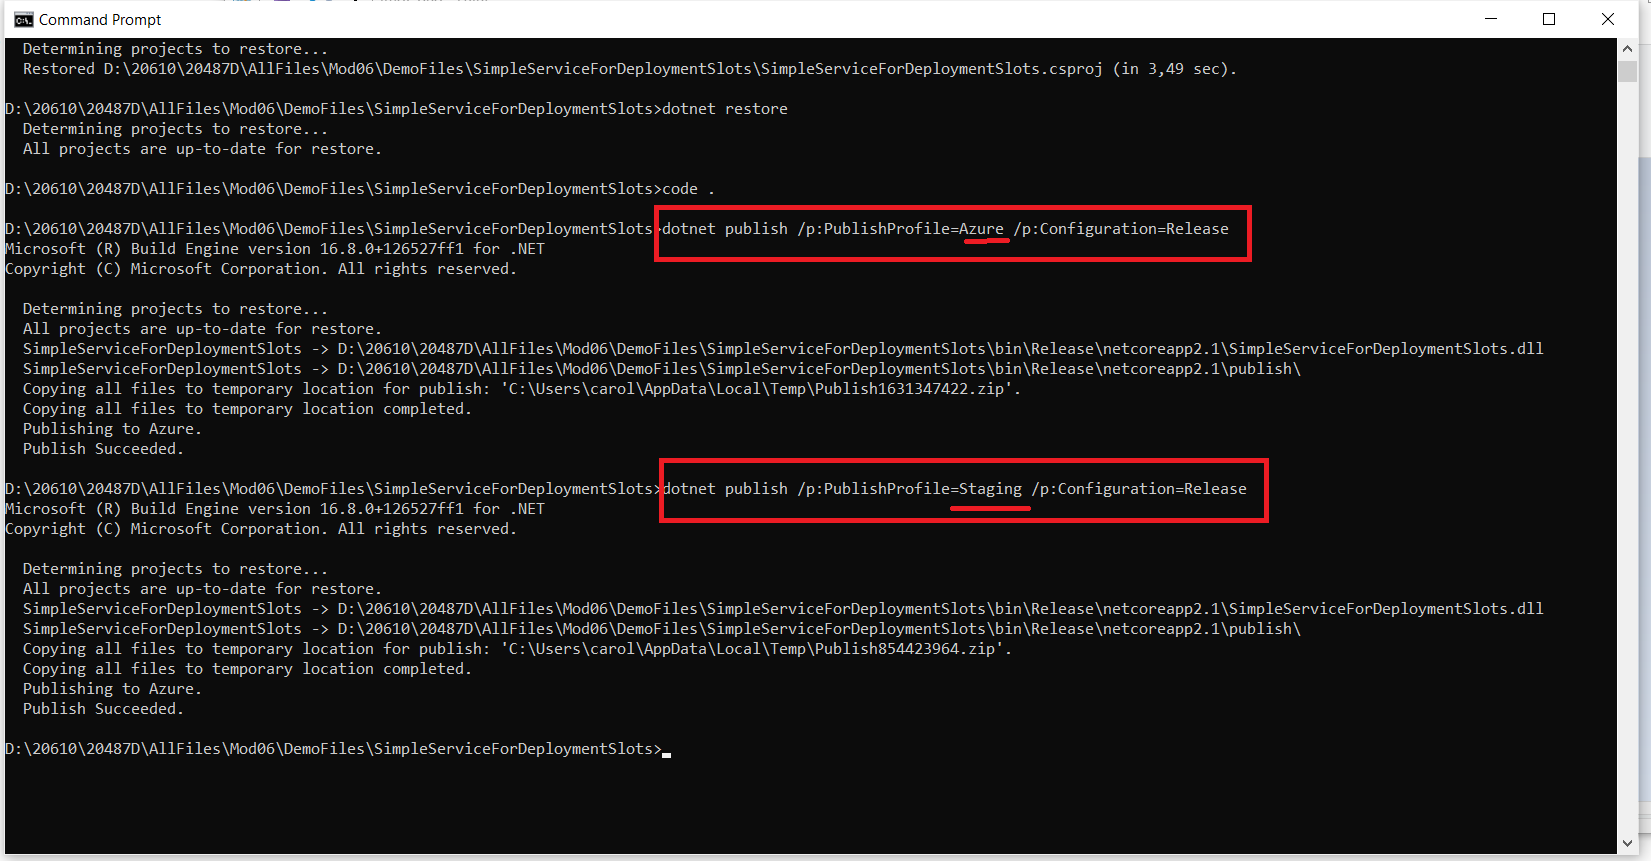 Command Prompt
Determining projects to restore...
Restored D:\20610\20487D\AllFiles\Mod06\DemoFiles\SimpleServiceForDeploymentSlots\SimpleServiceForDeploymentSlots.csproj (in 3,49 sec).
D:\20610\20487D\AllFiles\Mod06\DemoFiles\SimpleServiceForDeploymentSlots>dotnet restore
Determining projects to restore...
All projects are up-to-date for restore.
D:\20610\20487D\AllFiles\Mod06\DemoFiles\SimpleServiceForDeploymentSlots>code .
D:\20610\20487D\AllFiles\Mod06\DemoFiles\SimpleServiceForDeploymentSlots>dotnet publish /p:PublishProfile=Azure /p:Configuration=Release
Microsoft (R) Build Engine version 16.8.0+126527ff1 for .NET
Copyright (C) Microsoft Corporation. All rights reserved.
Determining projects to restore...
All projects are up-to-date for restore.
SimpleServiceForDeploymentSlots -> D:\20610\20487D\AllFiles\Mod06\DemoFiles\SimpleServiceForDeploymentSlots\bin\Release\netcoreapp2.1\SimpleServiceForDeploymentSlots.dll
SimpleServiceForDeploymentSlots -> D:\20610\20487D\AllFiles\Mod06\DemoFiles\SimpleServiceForDeploymentSlots\bin\Release\netcoreapp2.1\publish\
Copying all files to temporary location for publish: 'C:\Users\carol\AppData\Local\Temp\Publish1631347422.zip'.
Copying all files to temporary location completed.
Publishing to Azure.
Publish Succeeded.
D:\20610\20487D\AllFiles\Mod06\DemoFiles\SimpleServiceForDeploymentSlots>dotnet publish /p:PublishProfile=Staging /p:Configuration=Release
Microsoft (R) Build Engine version 16.8.0+126527ff1 for .NET
Copyright (C) Microsoft Corporation. All rights reserved.
Determining projects to restore...
All projects are up-to-date for restore.
SimpleServiceForDeploymentSlots -> D:\20610\20487D\AllFiles\Mod06\DemoFiles\SimpleServiceForDeploymentSlots\bin\Release\netcoreapp2.1\SimpleServiceForDeploymentSlots.dll
SimpleServiceForDeploymentSlots -> D:\20610\20487D\AllFiles\Mod06\DemoFiles\SimpleServiceForDeploymentSlots\bin\Release\netcoreapp2.1\publish\
Copying all files to temporary location for publish: 'C:\Users\carol\AppData\Local\Temp\Publish854423964.zip'.
Copying all files to temporary location completed.
Publishing to Azure.
Publish Succeeded.
D:\20610\20487D\AllFiles\Mod06\DemoFiles\SimpleServiceForDeploymentSlots>